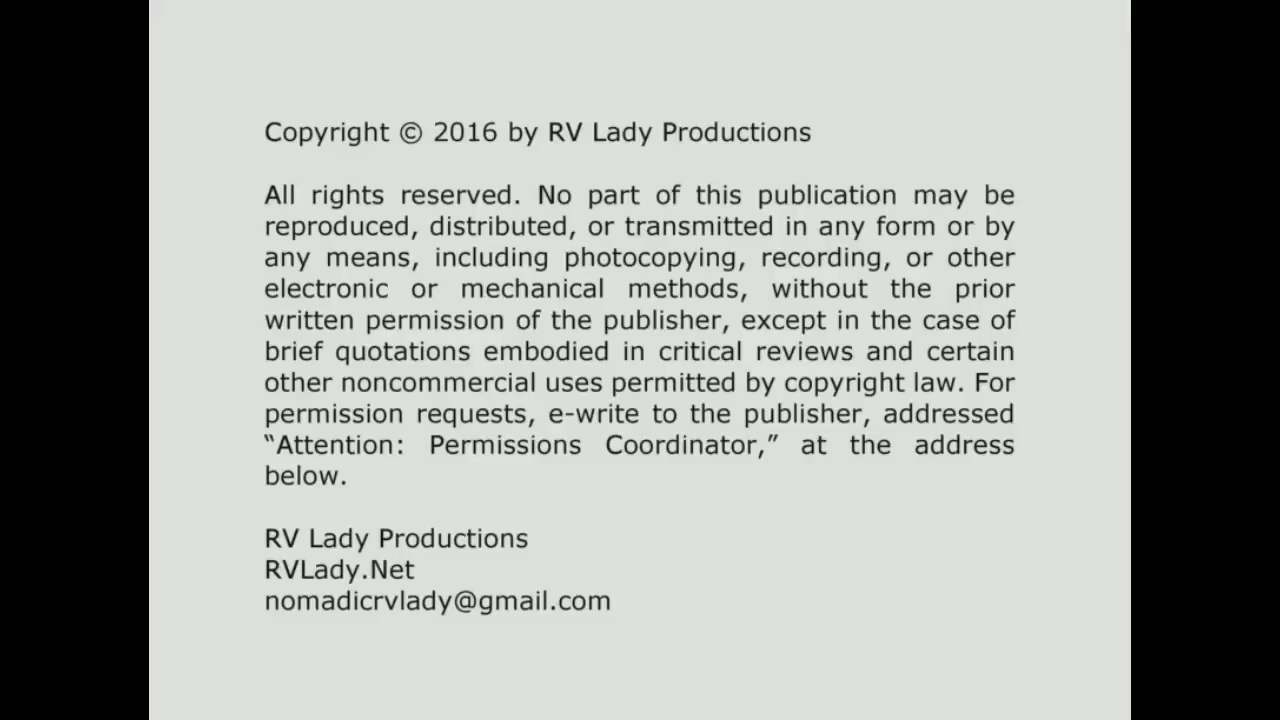 Copyright © 2016 by RV Lady Productions
All rights reserved. No part of this publication may be
reproduced, distributed, or transmitted in any form or by
any means, including photocopying, recording, or other
electronic or mechanical methods, without the prior
written permission of the publisher, except in the case of
brief quotations embodied in critical reviews and certain
other noncommercial uses permitted by copyright law. For
permission requests, e-write to the publisher, addressed
“Attention: Permissions Coordinator,” at the address
below.
RV Lady Productions
RVLady.Net
nomadicrvlady@gmail.com